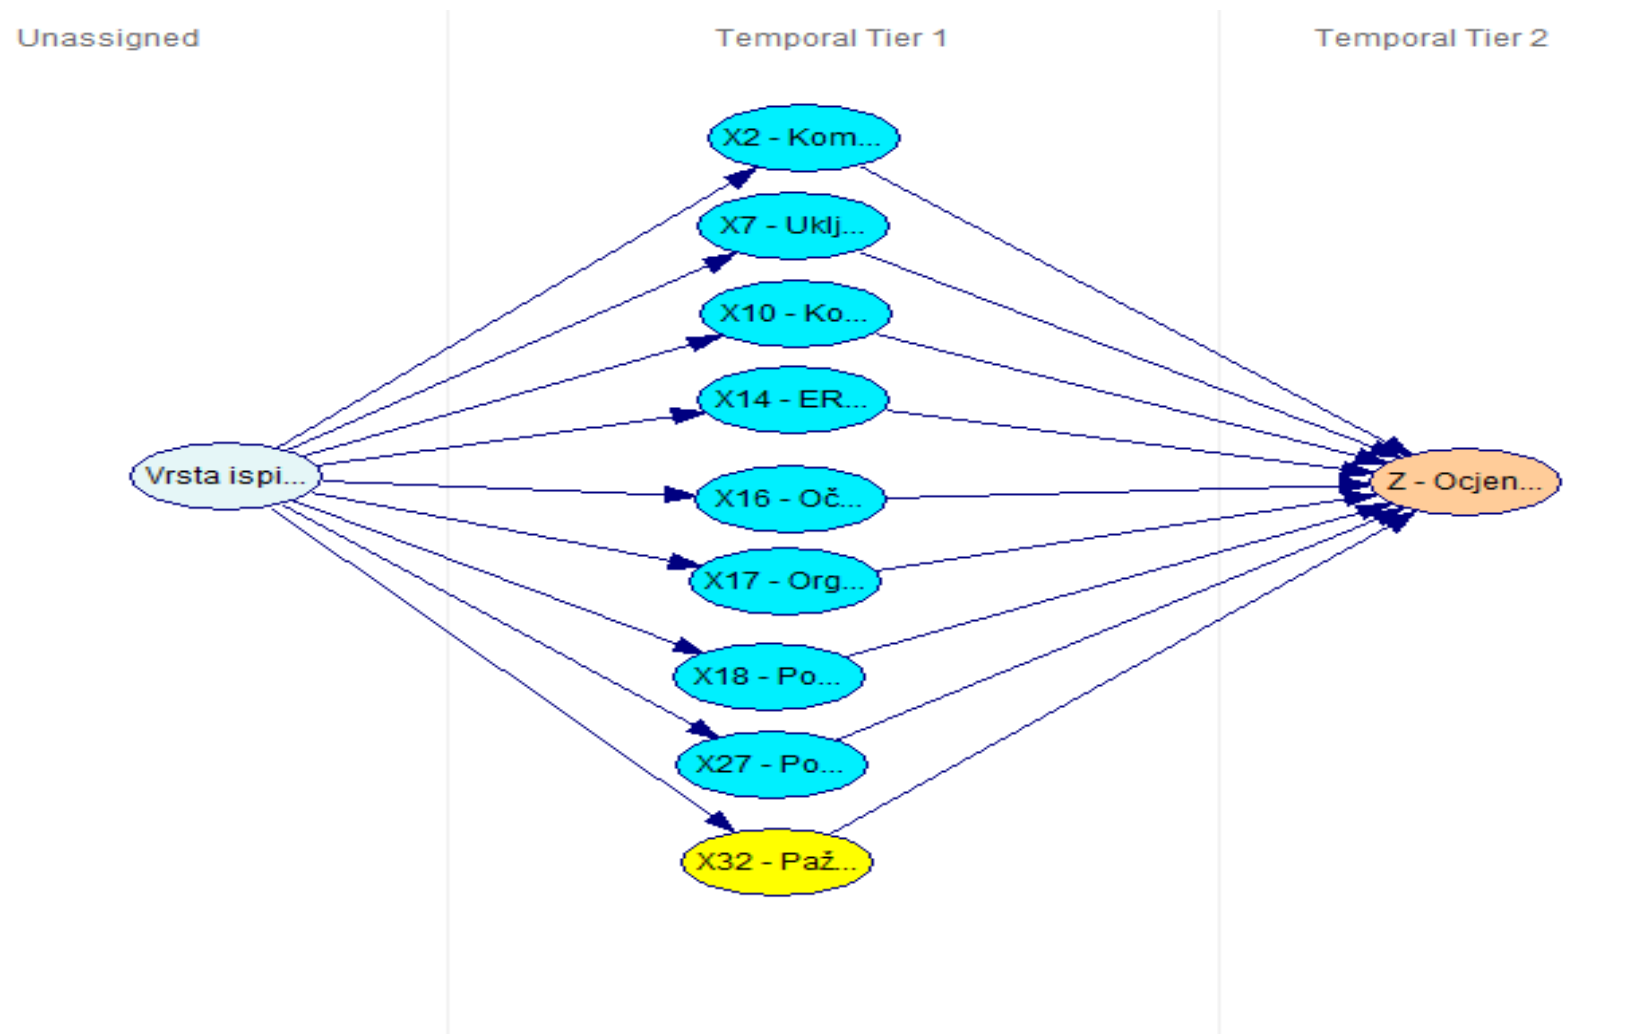 Unassigned
Temporal Tier 1
Temporal Tier 2
X2 - Kom...
X7 - Uklj...
X10 - Ko...
X14 - ER...
Vrsta ispi...
X16 - Oč...
Z - Ocjen...
X17 - Org...
X18 - Po...
X27 - Po...
X32 - Paž...